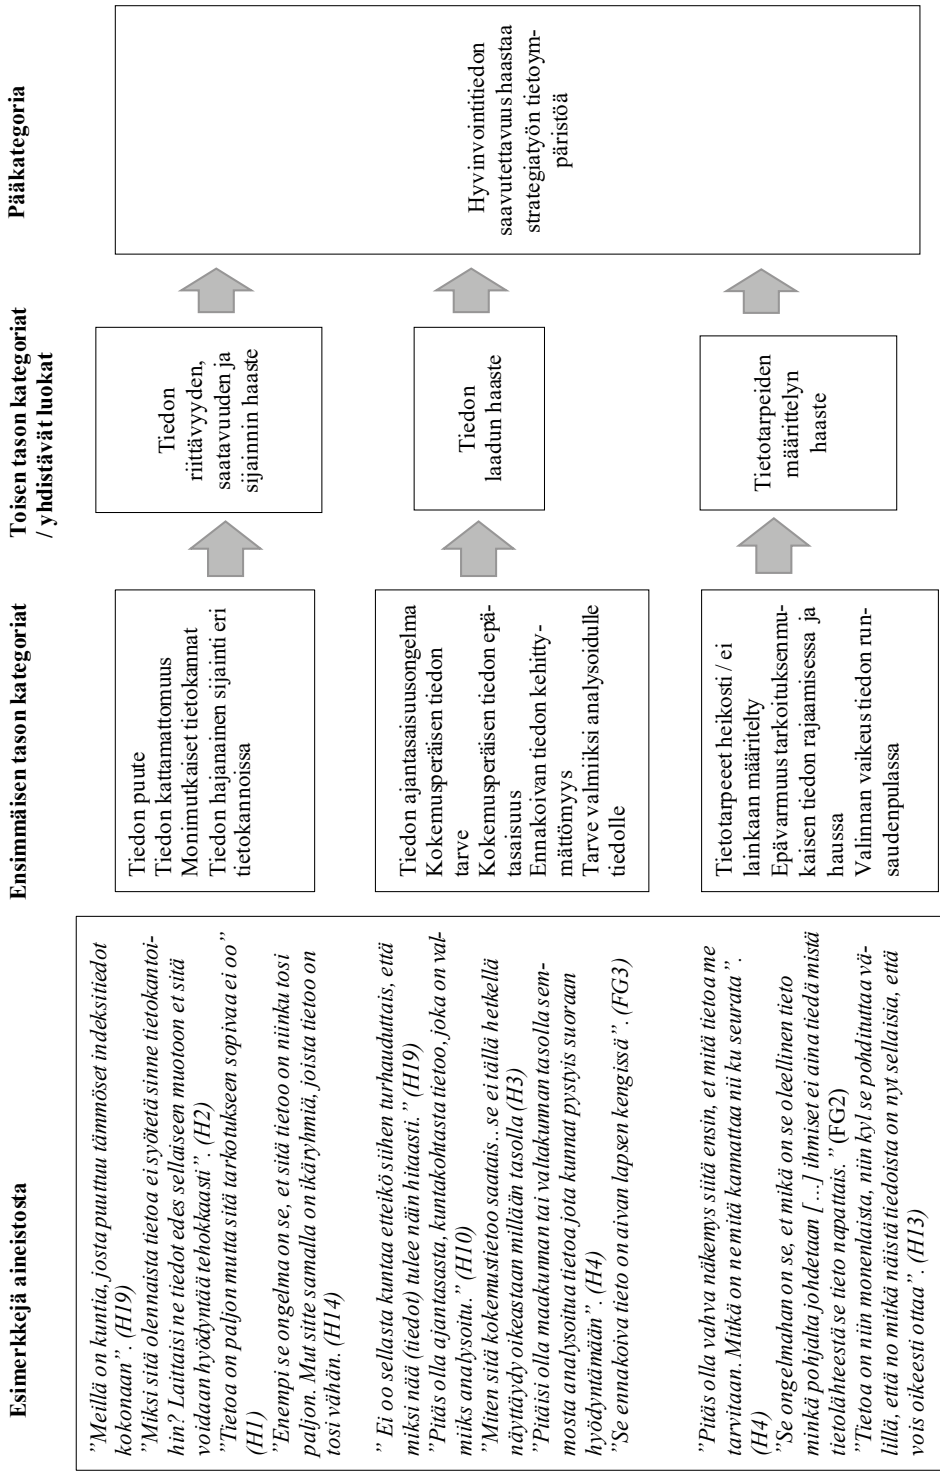 Esimerkkejä aineistosta
"Meillä on kuntia, josta puuttuu tämmöset indeksitiedot
kokonaan". (H19)
"Miksi sitä olennaista tietoa ei syötetä sinne tietokantoi-
hin? Laittaisi ne tiedot edes sellaiseen muotoon et sitä
voidaan hyödyntää tehokkaasti". (H2)
"Tietoa on paljon mutta sitä tarkotukseen sopivaa ei oo"
(H1)
"Enempi se ongelma on se, et sitä tietoo on niinku tosi
paljon. Mut sitte samalla on ikäryhmiä, joista tietoo on
tosi vähän. (H14)
" Ei oo sellasta kuntaa etteikö siihen turhauduttais, että
miksi nää (tiedot) tulee näin hitaasti. " (H19)
"Pitäs olla ajantasasta, kuntakohtasta tietoo, joka on val-
miiks analysoitu." (H10)
"Miten sitä kokemustietoo saatais.. se ei tällä hetkellä
näyttäydy oikeastaan millään tasolla (H3)
"Pitäisi olla maakunnan tai valtakunnan tasolla sem-
mosta analysoitua tietoa jota kunnat pystyis suoraan
hyödyntämään". (H4)
"Se ennakoiva tieto on aivan lapsen kengissä". (FG3)
"Pitäs olla vahva näkemys siitä ensin, et mitä tietoa me
tarvitaan. Mitkä on ne mitä kannattaa nii ku seurata".
(H4)
"Se ongelmahan on se, et mikä on se oleellinen tieto
minkä pohjalta johdetaan [...] ihmiset ei aina tiedä mistä
tietolähteestä se tieto napattais."(FG2)
"Tietoa on niin monenlaista, niin kyl se pohdituttaa vä-
lillä, että no mikä näistä tiedoista on nyt sellaisia, että
vois oikeesti ottaa". (H13)
Ensimmäisen tason kategoriat
Tiedon puute
Tiedon kattamattomuus
Monimutkaiset tietokannat
Tiedon hajanainen sijainti eri
tietokannoissa
Tiedon ajantasaisuusongelma
Kokemusperäisen tiedon
tarve
Kokemusperäisen tiedon epä-
tasaisuus
Ennakoivan tiedon kehitty-
mättömyys
Tarve valmiiksi analysoidulle
tiedolle
Tietotarpeet heikosti / ei
lainkaan määritelty
Epävarmuus tarkoituksenmu-
kaisen tiedon rajaamisessa ja
haussa
Valinnan vaikeus tiedon run-
saudenpulassa
Toisen tason kategoriat
/ yhdistävät luokat
Tiedon
riittävyyden,
saatavuuden ja
sijainnin haaste
Tiedon
laadun haaste
Tietotarpeiden
määrittelyn
haaste
Pääkategoria
Hyvinvointitiedon
saavutettavuus haastaa
strategiatyön tietoym-
päristöä